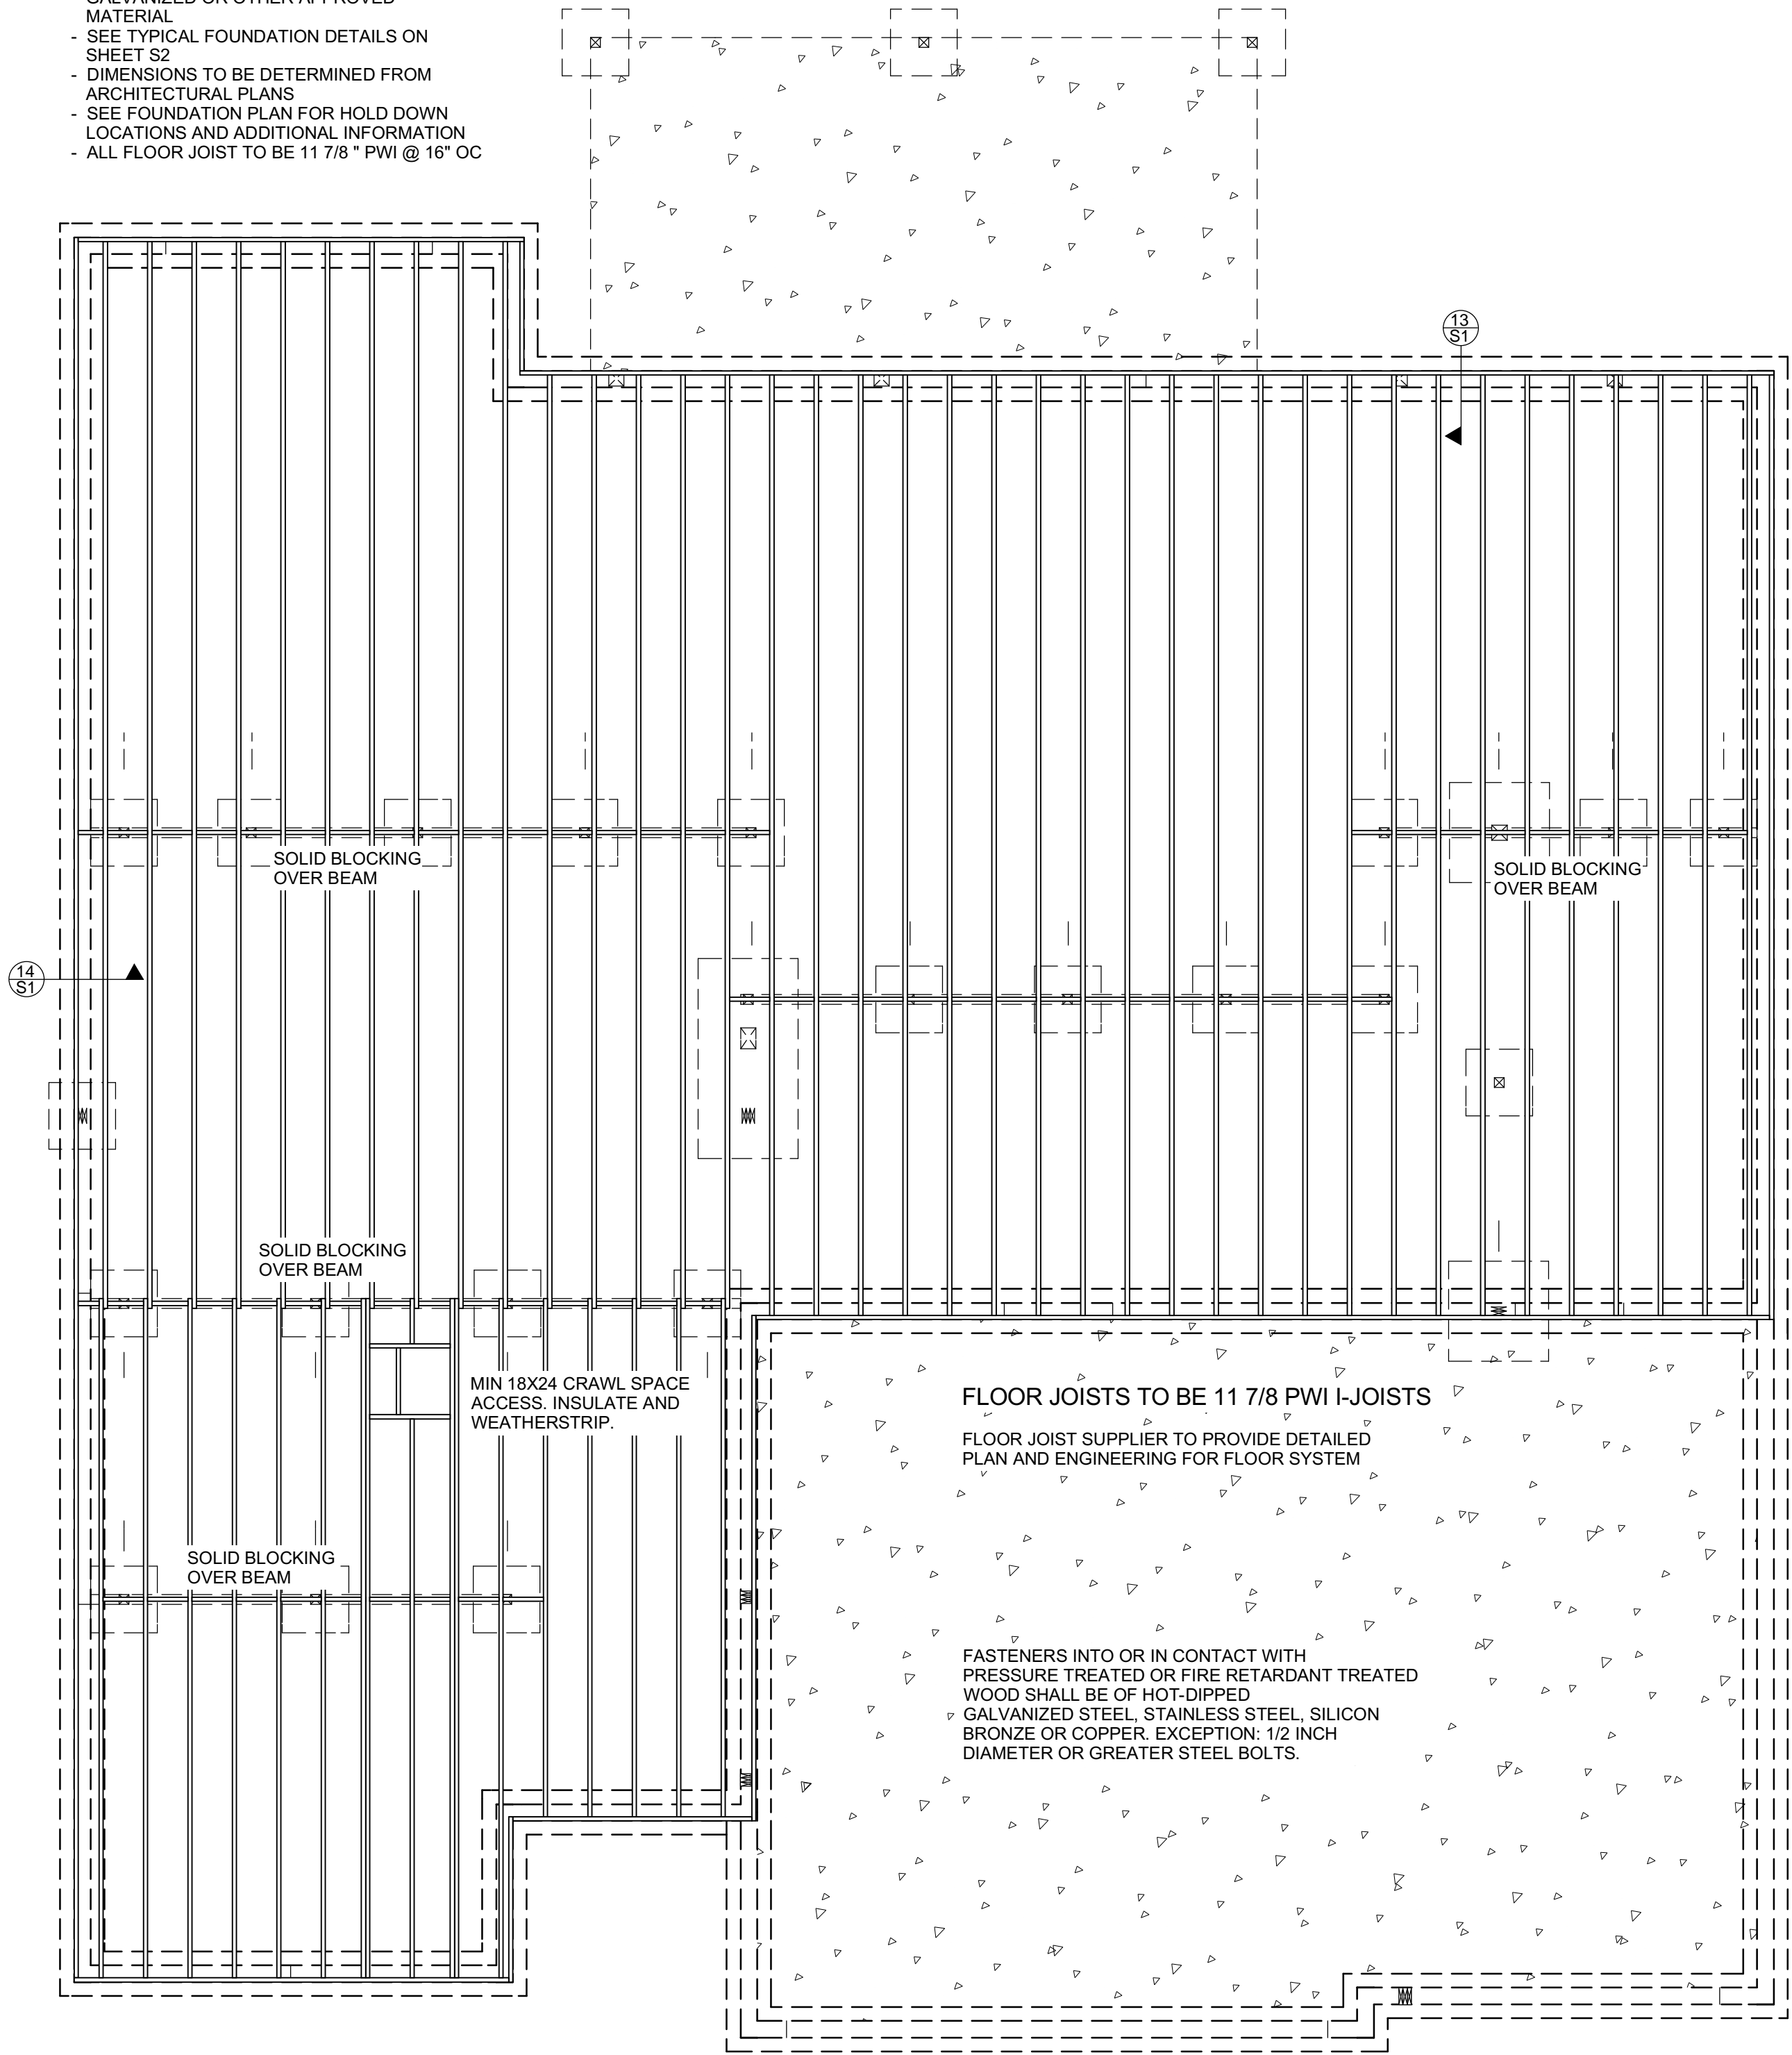 GALVANIZED OR OTHER APPROVED
MATERIAL
- SEE TYPICAL FOUNDATION DETAILS ON
SHEET S2
- DIMENSIONS TO BE DETERMINED FROM
ARCHITECTURAL PLANS
- SEE FOUNDATION PLAN FOR HOLD DOWN
LOCATIONS AND ADDITIONAL INFORMATION
- ALL FLOOR JOIST TO BE 11 7/8 " PWI @ 16" OC
13
S1
SOLID BLOCKING
OVER BEAM
SOLID BLOCKING
OVER BEAM
14
S1
SOLID BLOCKING
OVER BEAM
MIN 18X24 CRAWL SPACE
ACCESS. INSULATE AND
WEATHERSTRIP.
FLOOR JOISTS TO BE 11 7/8 PWI I-JOISTS
FLOOR JOIST SUPPLIER TO PROVIDE DETAILED
PLAN AND ENGINEERING FOR FLOOR SYSTEM
SOLID BLOCKING
OVER BEAM
FASTENERS INTO OR IN CONTACT WITH
PRESSURE TREATED OR FIRE RETARDANT TREATED
WOOD SHALL BE OF HOT-DIPPED
GALVANIZED STEEL, STAINLESS STEEL, SILICON
BRONZE OR COPPER. EXCEPTION: 1/2 INCH
DIAMETER OR GREATER STEEL BOLTS.